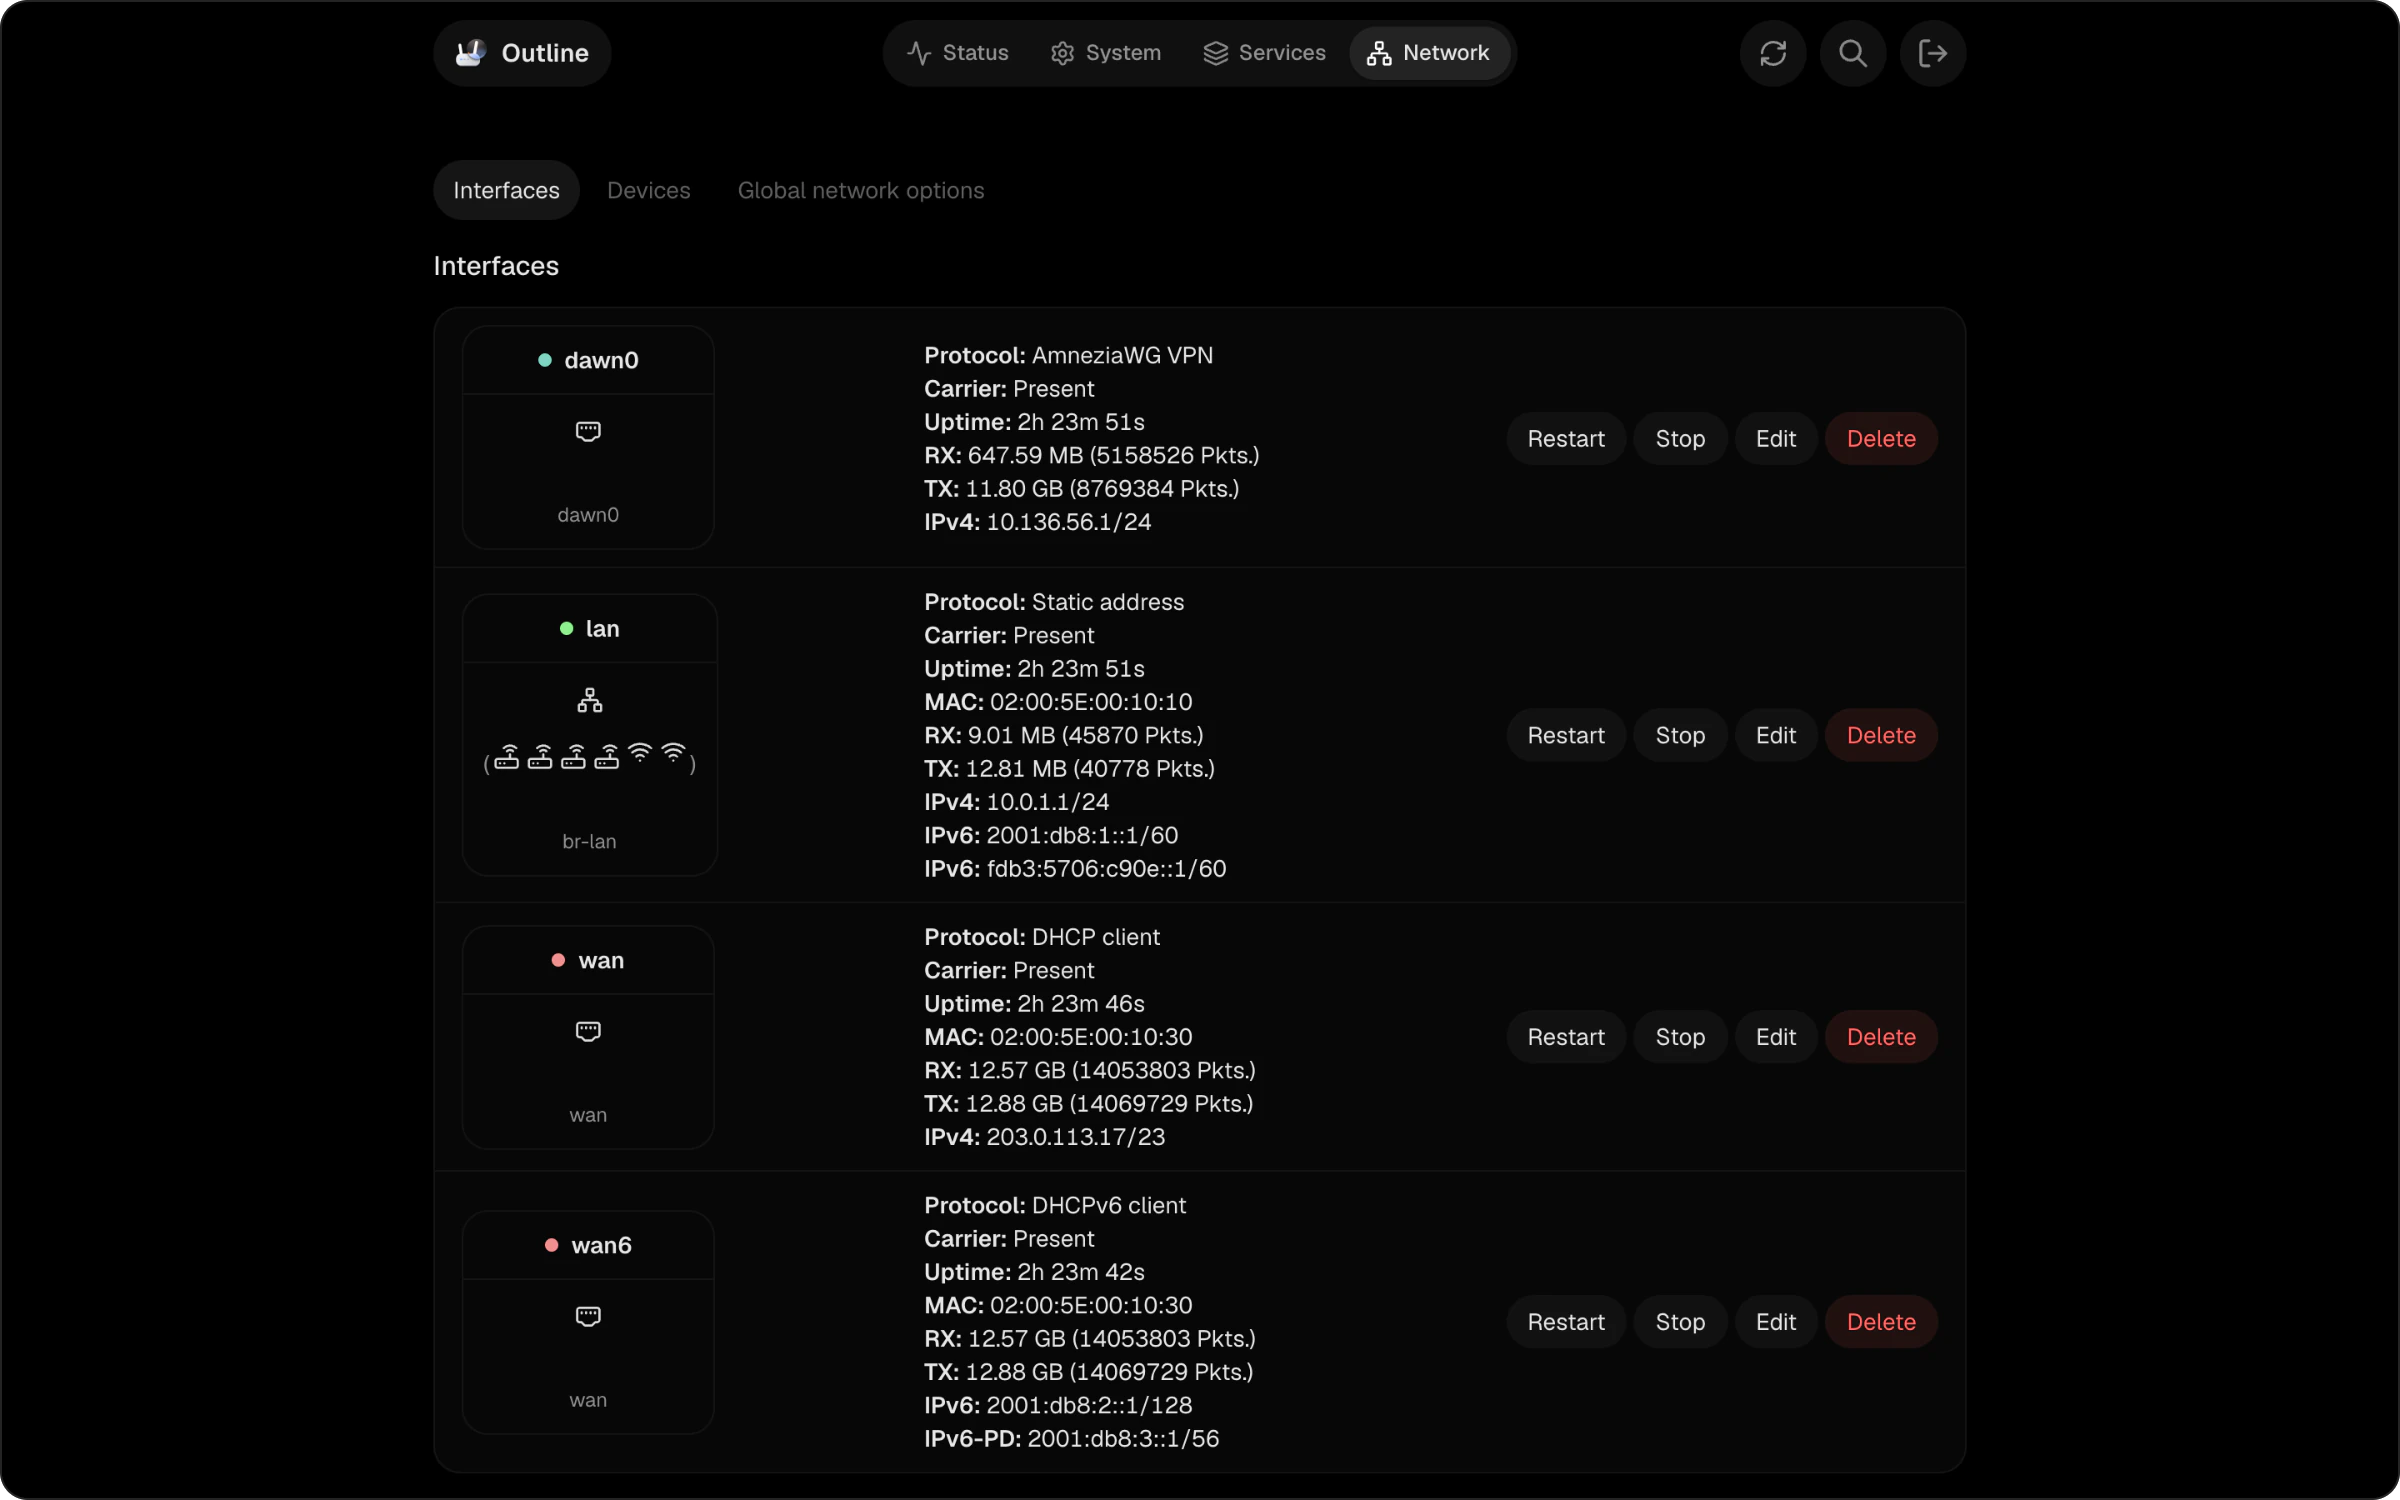 Outline
Status
System
Services
Network
Interfaces
Devices
Global network options
Interfaces
dawn0
dawn0
Protocol: AmneziaWG VPN
Carrier: Present
Uptime: 2h 23m 51s
RX: 647.59 MB (5158526 Pkts.)
TX: 11.80 GB (8769384 Pkts.)
IPv4: 10.136.56.1/24
Restart
Stop
Edit
Delete
lan
( )
br-lan
Protocol: Static address
Carrier: Present
Uptime: 2h 23m 51s
MAC: 02:00:5E:00:10:10
RX: 9.01 MB (45870 Pkts.)
TX: 12.81 MB (40778 Pkts.)
IPv4: 10.0.1.1/24
IPv6: 2001:db8:1::1/60
IPv6: fdb3:5706:c90e::1/60
Restart
Stop
Edit
Delete
wan
wan
Protocol: DHCP client
Carrier: Present
Uptime: 2h 23m 46s
MAC: 02:00:5E:00:10:30
RX: 12.57 GB (14053803 Pkts.)
TX: 12.88 GB (14069729 Pkts.)
IPv4: 203.0.113.17/23
Restart
Stop
Edit
Delete
wan6
wan
Protocol: DHCPv6 client
Carrier: Present
Uptime: 2h 23m 42s
MAC: 02:00:5E:00:10:30
RX: 12.57 GB (14053803 Pkts.)
TX: 12.88 GB (14069729 Pkts.)
IPv6: 2001:db8:2::1/128
IPv6-PD: 2001:db8:3::1/56
Restart
Stop
Edit
Delete